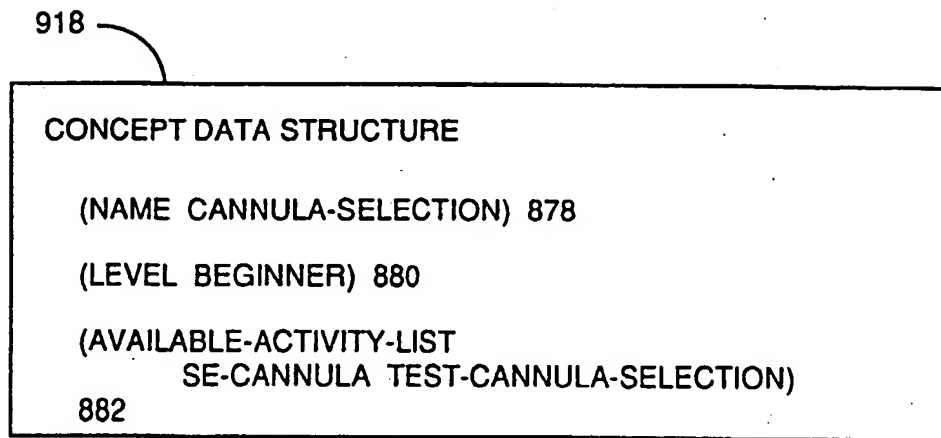 918
CONCEPT DATA STRUCTURE
(NAME CANNULA-SELECTION) 878
(LEVEL BEGINNER) 880
(AVAILABLE-ACTIVITY-LIST
SE-CANNULA TEST-CANNULA-SELECTION)
882